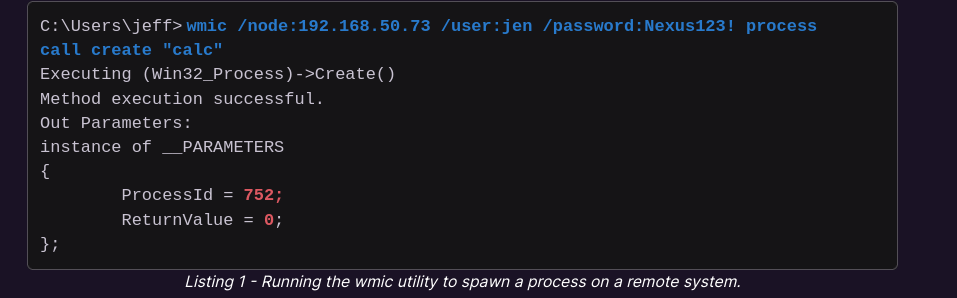 C:\Users\jeff> wmic /node:192.168.50.73 /user:jen /password:Nexus123! process
call create "calc"
Executing (Win32_Process)->Create()
Method execution successful.
Out Parameters:
instance of __PARAMETERS
{
        ProcessId = 752;
        ReturnValue = 0;
};
Listing 1 - Running the wmic utility to spawn a process on a remote system.